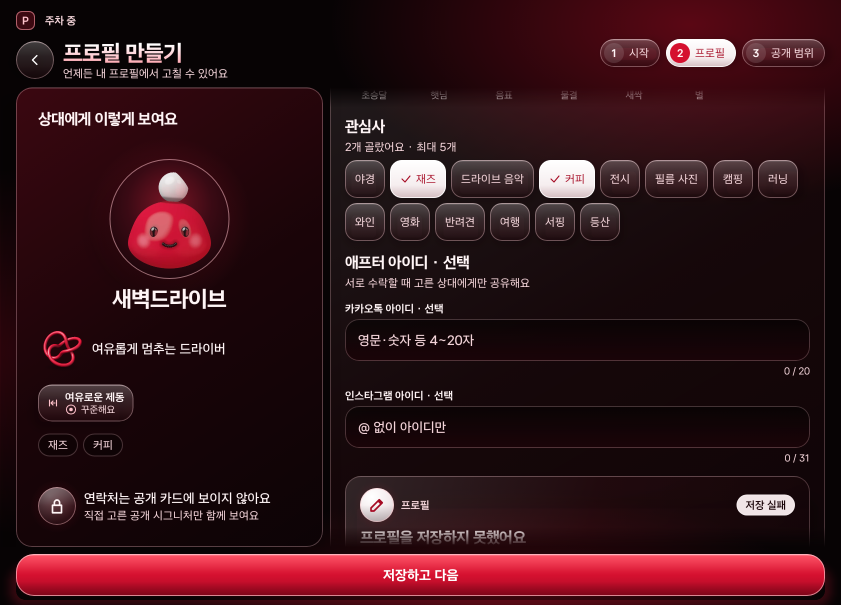 P 주차 중
프로필 만들기
언제든 내 프로필에서 고칠 수 있어요
1 시작
2 프로필
3 공개 범위
상대에게 이렇게 보여요
새벽드라이브
여유롭게 멈추는 드라이버
여유로운 제동
꾸준해요
재즈
커피
연락처는 공개 카드에 보이지 않아요
직접 고른 공개 시그니처만 함께 보여요
초승달 햇님 음표 물결 새싹 별
관심사
2개 골랐어요 · 최대 5개
야경 재즈 드라이브 음악 커피 전시 필름 사진 캠핑 러닝
와인 영화 반려견 여행 서핑 등산
애프터 아이디 · 선택
서로 수락할 때 고른 상대에게만 공유해요
카카오톡 아이디 · 선택
영문·숫자 등 4~20자
0 / 20
인스타그램 아이디 · 선택
@ 없이 아이디만
0 / 31
프로필
저장 실패
프로필을 저장하지 못했어요
저장하고 다음